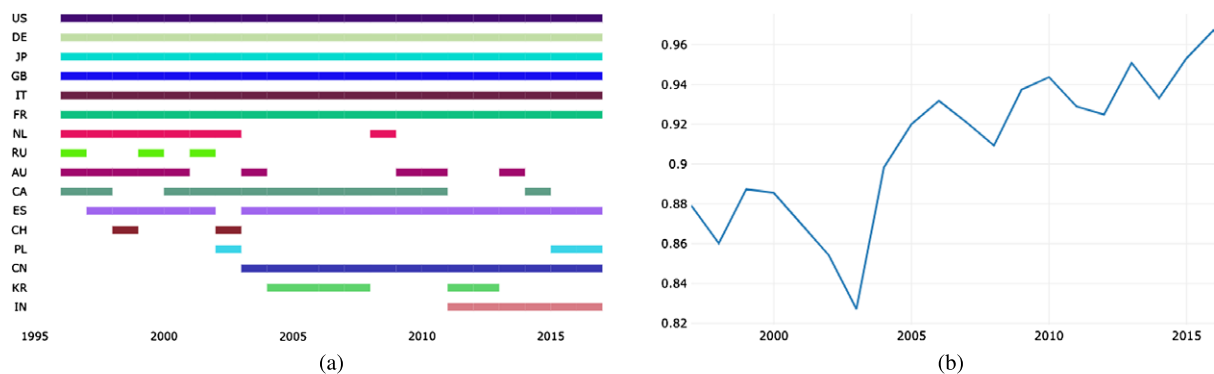 US
DE
JP
GB
IT
FR
NL
RU
AU
CA
ES
CH
PL
CN
KR
IN
1995 2000 2005 2010 2015
(a)
0.96
0.94
0.92
0.9
0.88
0.86
0.84
0.82
2000 2005 2010 2015
(b)